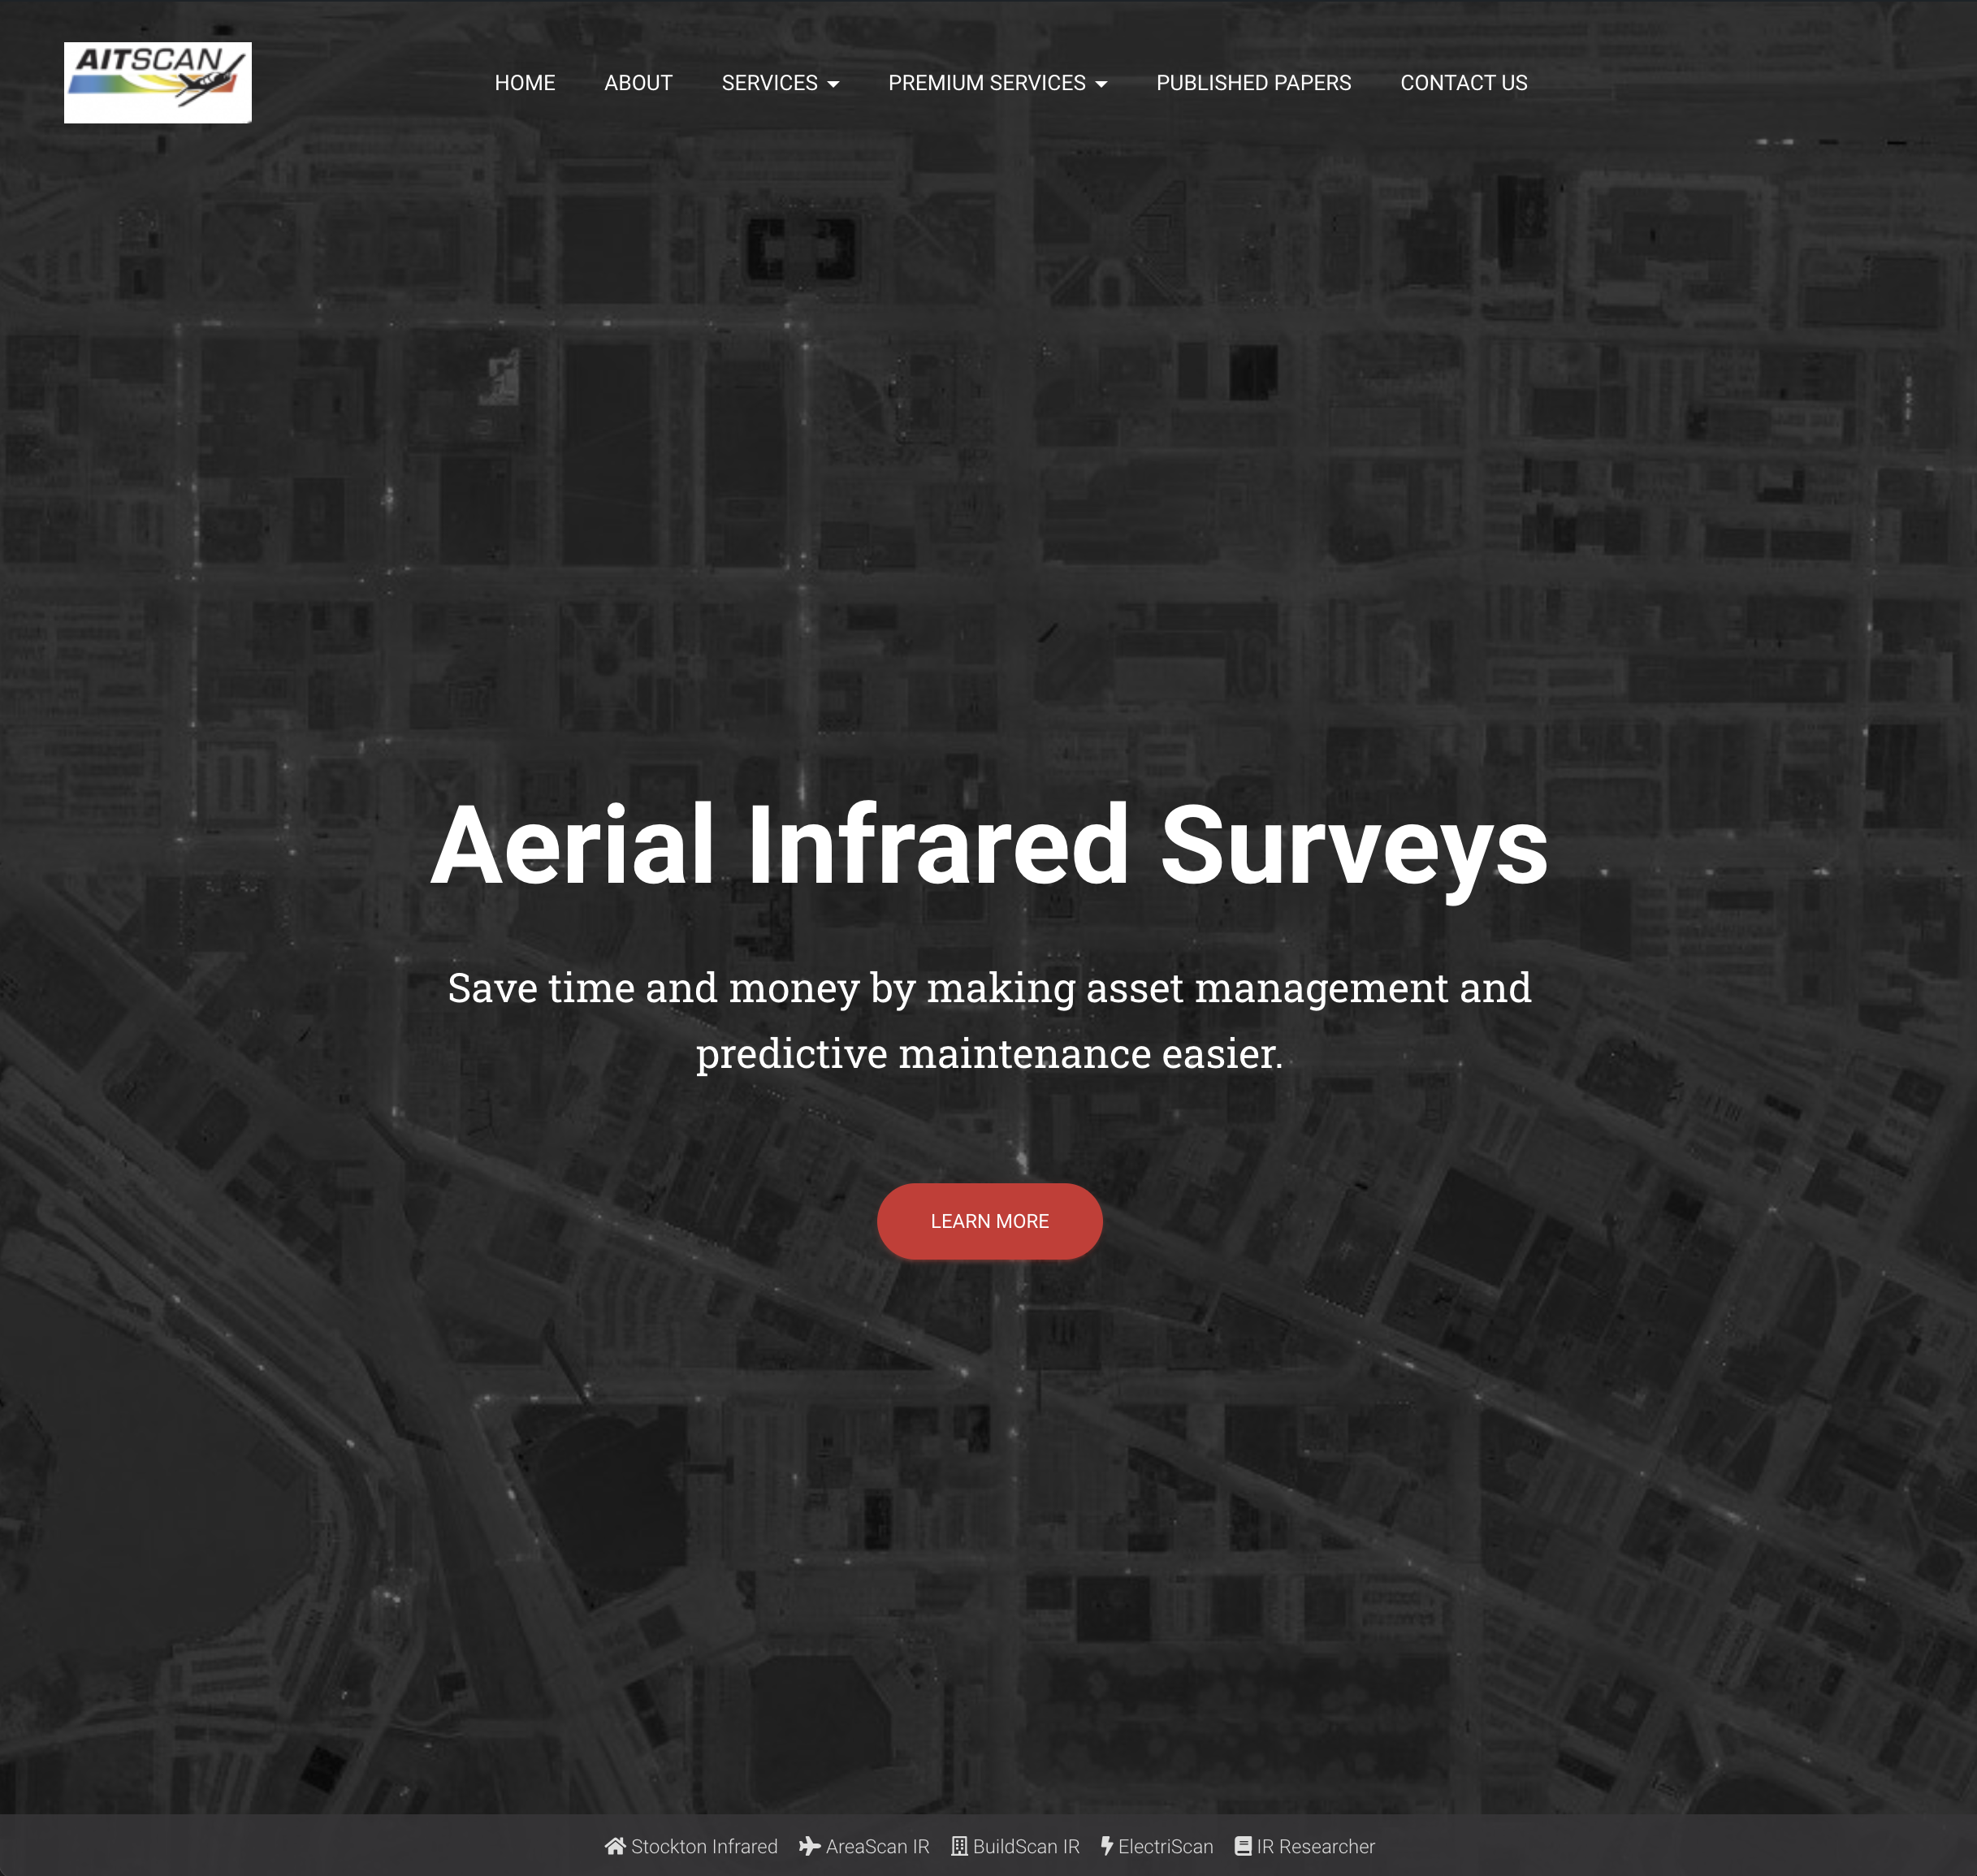 AITSCAN
HOME ABOUT SERVICES PREMIUM SERVICES PUBLISHED PAPERS CONTACT US
Aerial Infrared Surveys
Save time and money by making asset management and
predictive maintenance easier.
LEARN MORE
Stockton Infrared AreaScan IR BuildScan IR ElectriScan IR Researcher